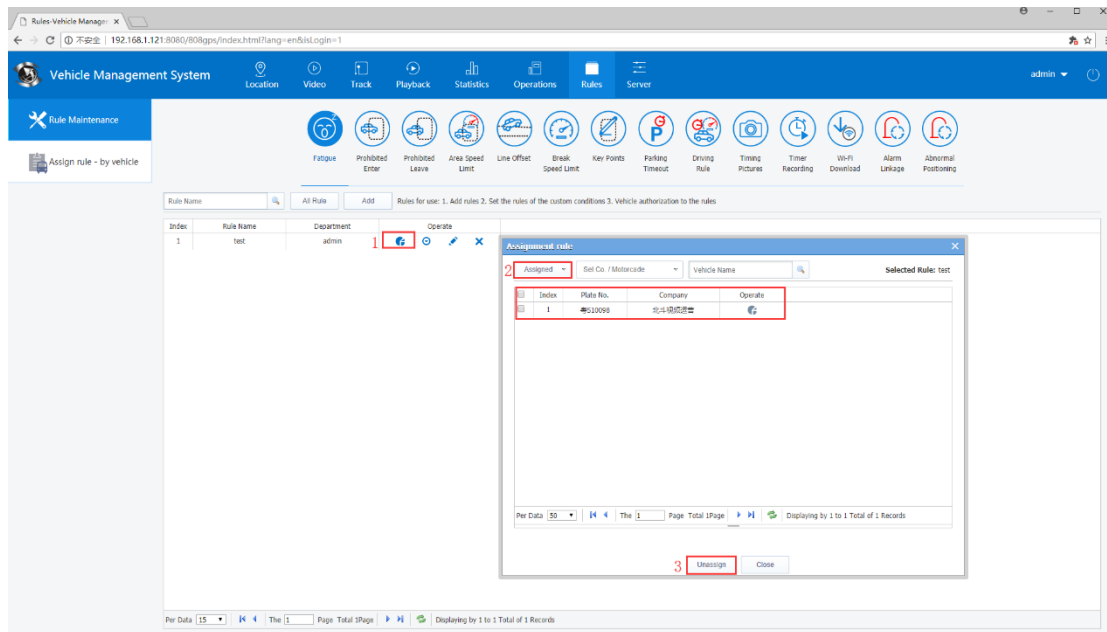 Rules-Vehicle Manager
不安全 | 192.168.1.121:8080/808gps/index.html?lang=en&isLogin=1
Vehicle Management System
Location Video Track Playback Statistics Operations Rules Server
admin
Rule Maintenance
Assign rule - by vehicle
Fatigue Prohibited Enter Prohibited Leave Area Speed Limit Line Offset Break Speed Limit Key Points Parking Timeout Driving Rule Timing Pictures Timer Recording Wi-Fi Download Alarm Linkage Abnormal Positioning
Rule Name All Rule Add Rules for use: 1. Add rules 2. Set the rules of the custom conditions 3. Vehicle authorization to the rules
Index Rule Name Department Operate
1 test admin 1
Assignment rule
2 Assigned Sel Co. / Motorcade Vehicle Name Selected Rule: test
Index Plate No. Company Operate
1 粤S10098 北斗视频运营
Per Data 50 The 1 Page Total 1Page Displaying by 1 to 1 Total of 1 Records
3 Unassign Close
Per Data 15 The 1 Page Total 1Page Displaying by 1 to 1 Total of 1 Records